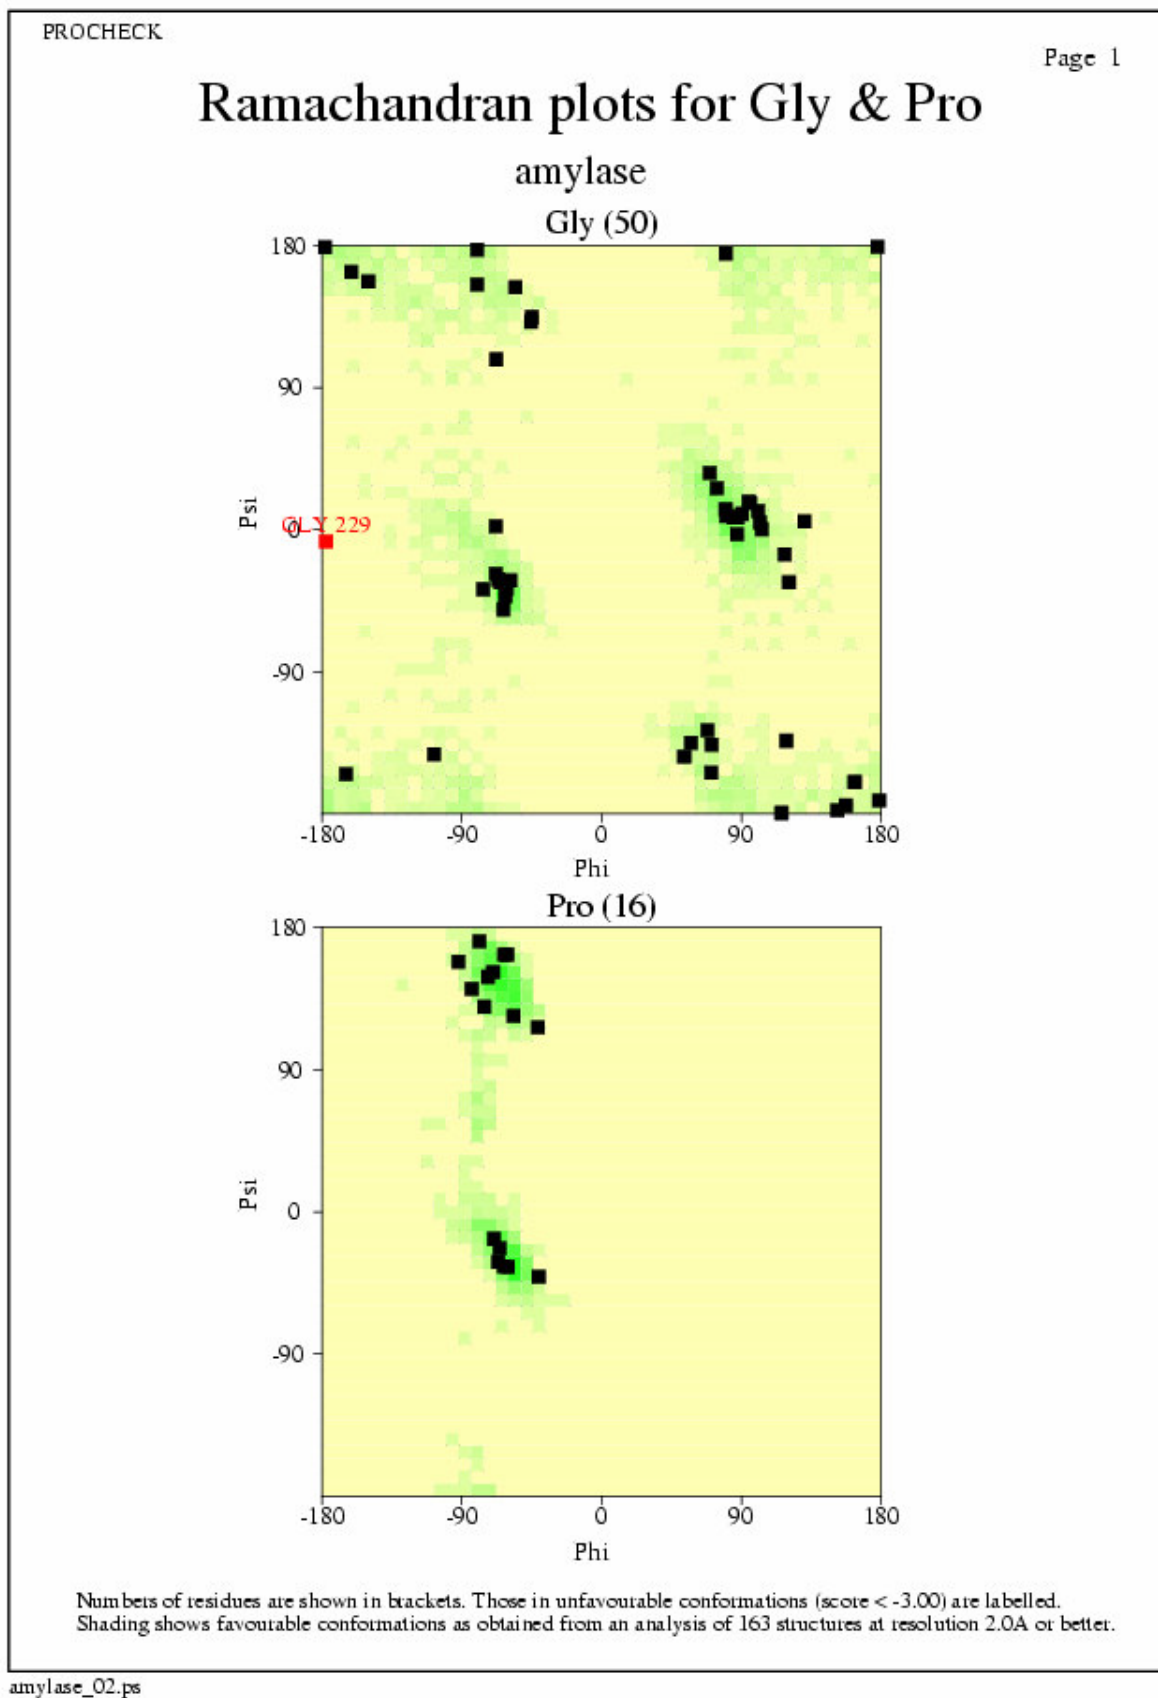 PROCHECK
Page 1
Ramachandran plots for Gly & Pro
amylase
Gly (50)
180
90
Psi
GLY 229
0
-90
-180
-90
0
90
180
Phi
Pro (16)
180
90
Psi
0
-90
-180
-90
0
90
180
Phi
Numbers of residues are shown in brackets. Those in unfavourable conformations (score < -3.00) are labelled.
Shading shows favourable conformations as obtained from an analysis of 163 structures at resolution 2.0A or better.
amylase_02.ps